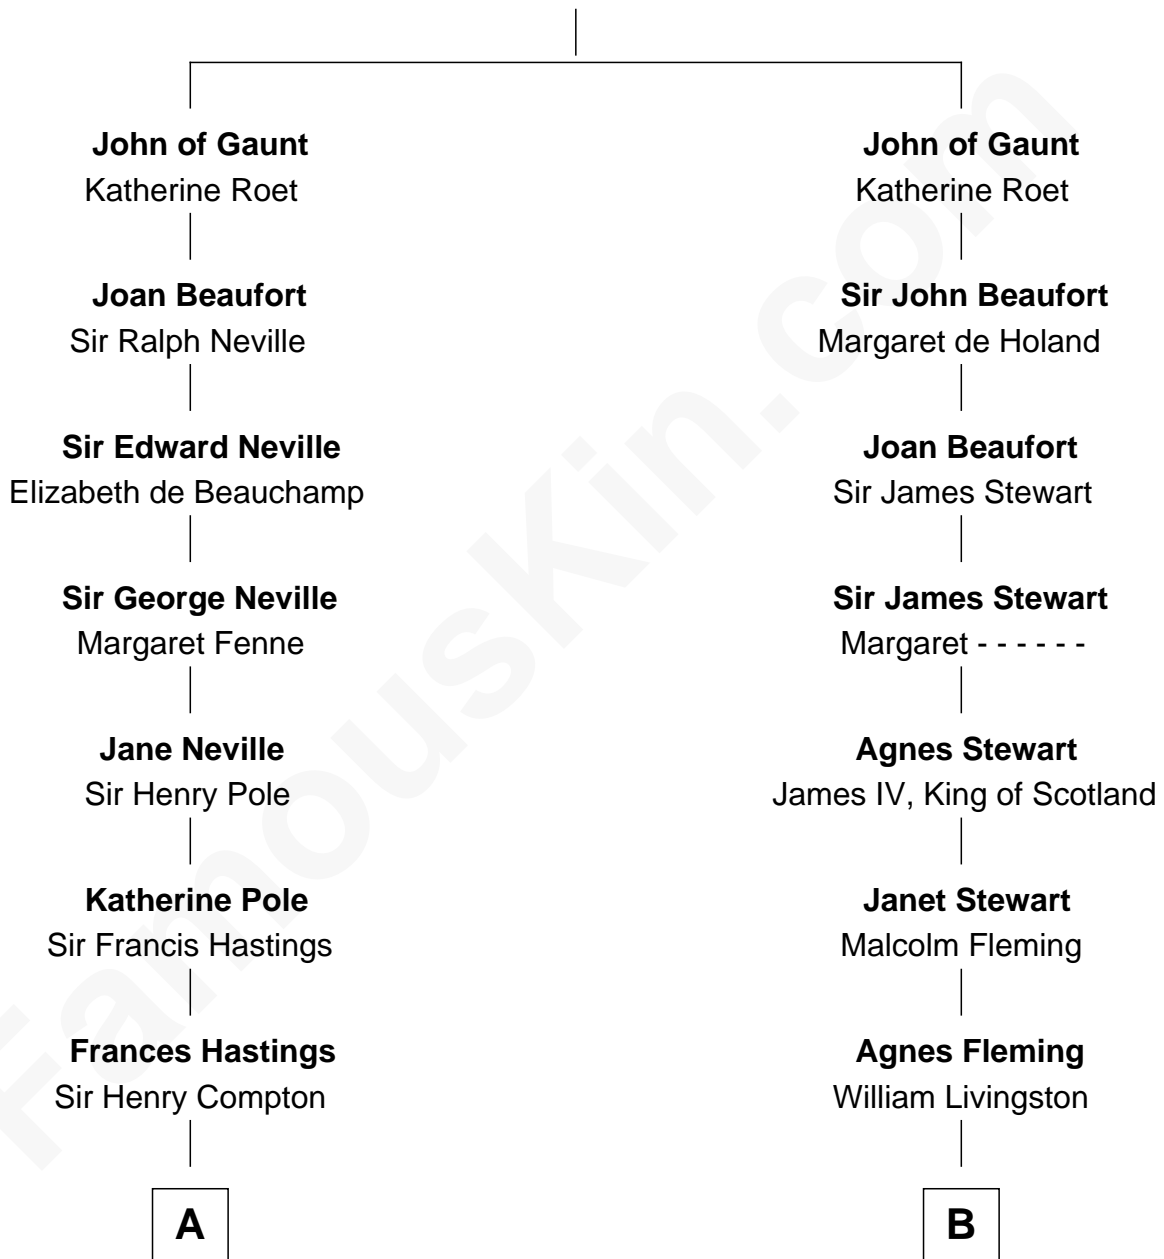 John of Gaunt
Katherine Roet
Joan Beaufort
Sir Ralph Neville
Sir Edward Neville
Elizabeth de Beauchamp
Sir George Neville
Margaret Fenne
Jane Neville
Sir Henry Pole
Katherine Pole
Sir Francis Hastings
Frances Hastings
Sir Henry Compton
A
John of Gaunt
Katherine Roet
Sir John Beaufort
Margaret de Holand
Joan Beaufort
Sir James Stewart
Sir James Stewart
Margaret - - - - - -
Agnes Stewart
James IV, King of Scotland
Janet Stewart
Malcolm Fleming
Agnes Fleming
William Livingston
B
FamousKin.com